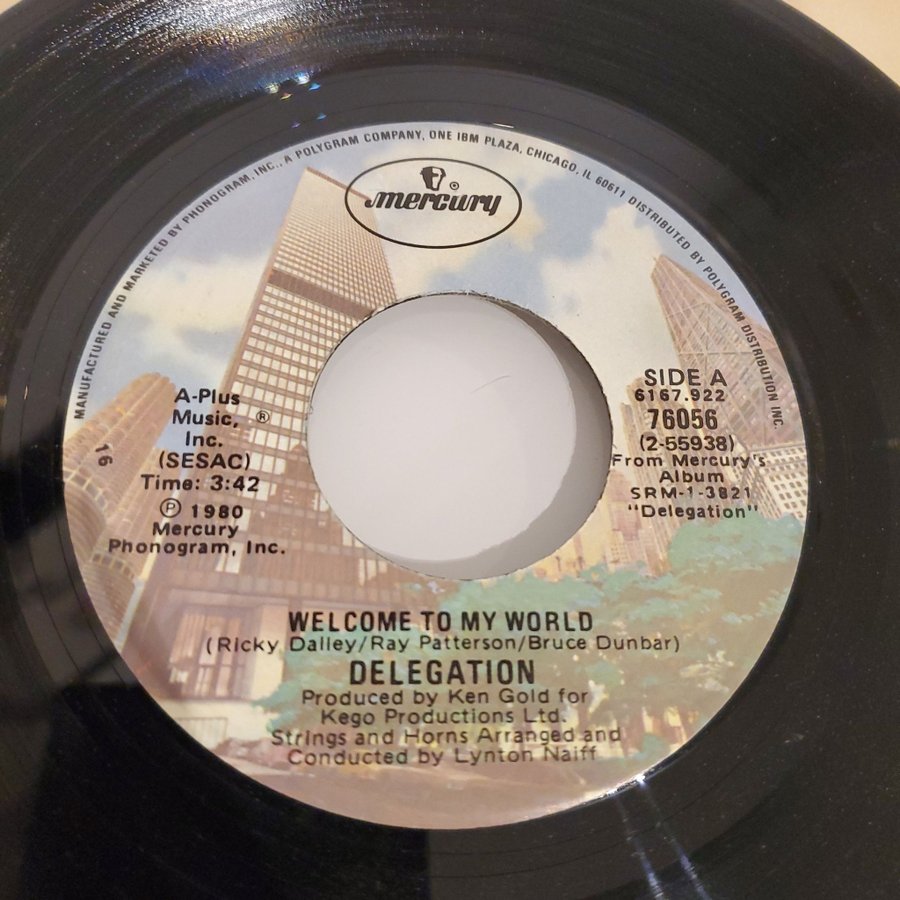 MANUFACTURED AND MARKETED BY PHONOGRAM, INC., A POLYGRAM COMPANY, ONE IBM PLAZA, CHICAGO, IL 60611 DISTRIBUTED BY POLYGRAM DISTRIBUTION INC.
mercury ®
A-Plus
Music, ®
Inc.
(SESAC)
Time: 3:42
℗ 1980
Mercury
Phonogram, Inc.
16
SIDE A
6167.922
76056
(2-55938)
From Mercury's
Album
SRM-1-3821
"Delegation"
WELCOME TO MY WORLD
(Ricky Dalley/Ray Patterson/Bruce Dunbar)
DELEGATION
Produced by Ken Gold for
Kego Productions Ltd.
Strings and Horns Arranged and
Conducted by Lynton Naiff